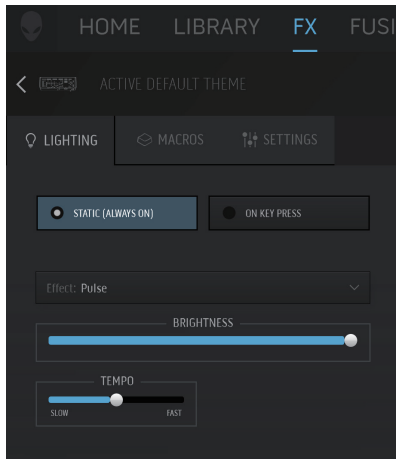 HOME LIBRARY FX FUSI
ACTIVE DEFAULT THEME
LIGHTING MACROS SETTINGS
STATIC (ALWAYS ON) ON KEY PRESS
Effect: Pulse
BRIGHTNESS
TEMPO
SLOW FAST